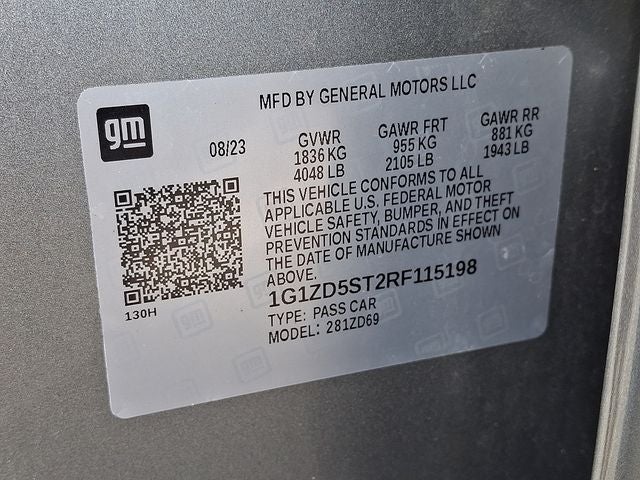 MFD BY GENERAL MOTORS LLC
gm
08/23
GVWR GAWR FRT GAWR RR
1836 KG 955 KG 881 KG
4048 LB 2105 LB 1943 LB
THIS VEHICLE CONFORMS TO ALL
APPLICABLE U.S. FEDERAL MOTOR
VEHICLE SAFETY, BUMPER, AND THEFT
PREVENTION STANDARDS IN EFFECT ON
THE DATE OF MANUFACTURE SHOWN
ABOVE.
1G1ZD5ST2RF115198
130H
TYPE: PASS CAR
MODEL: 281ZD69